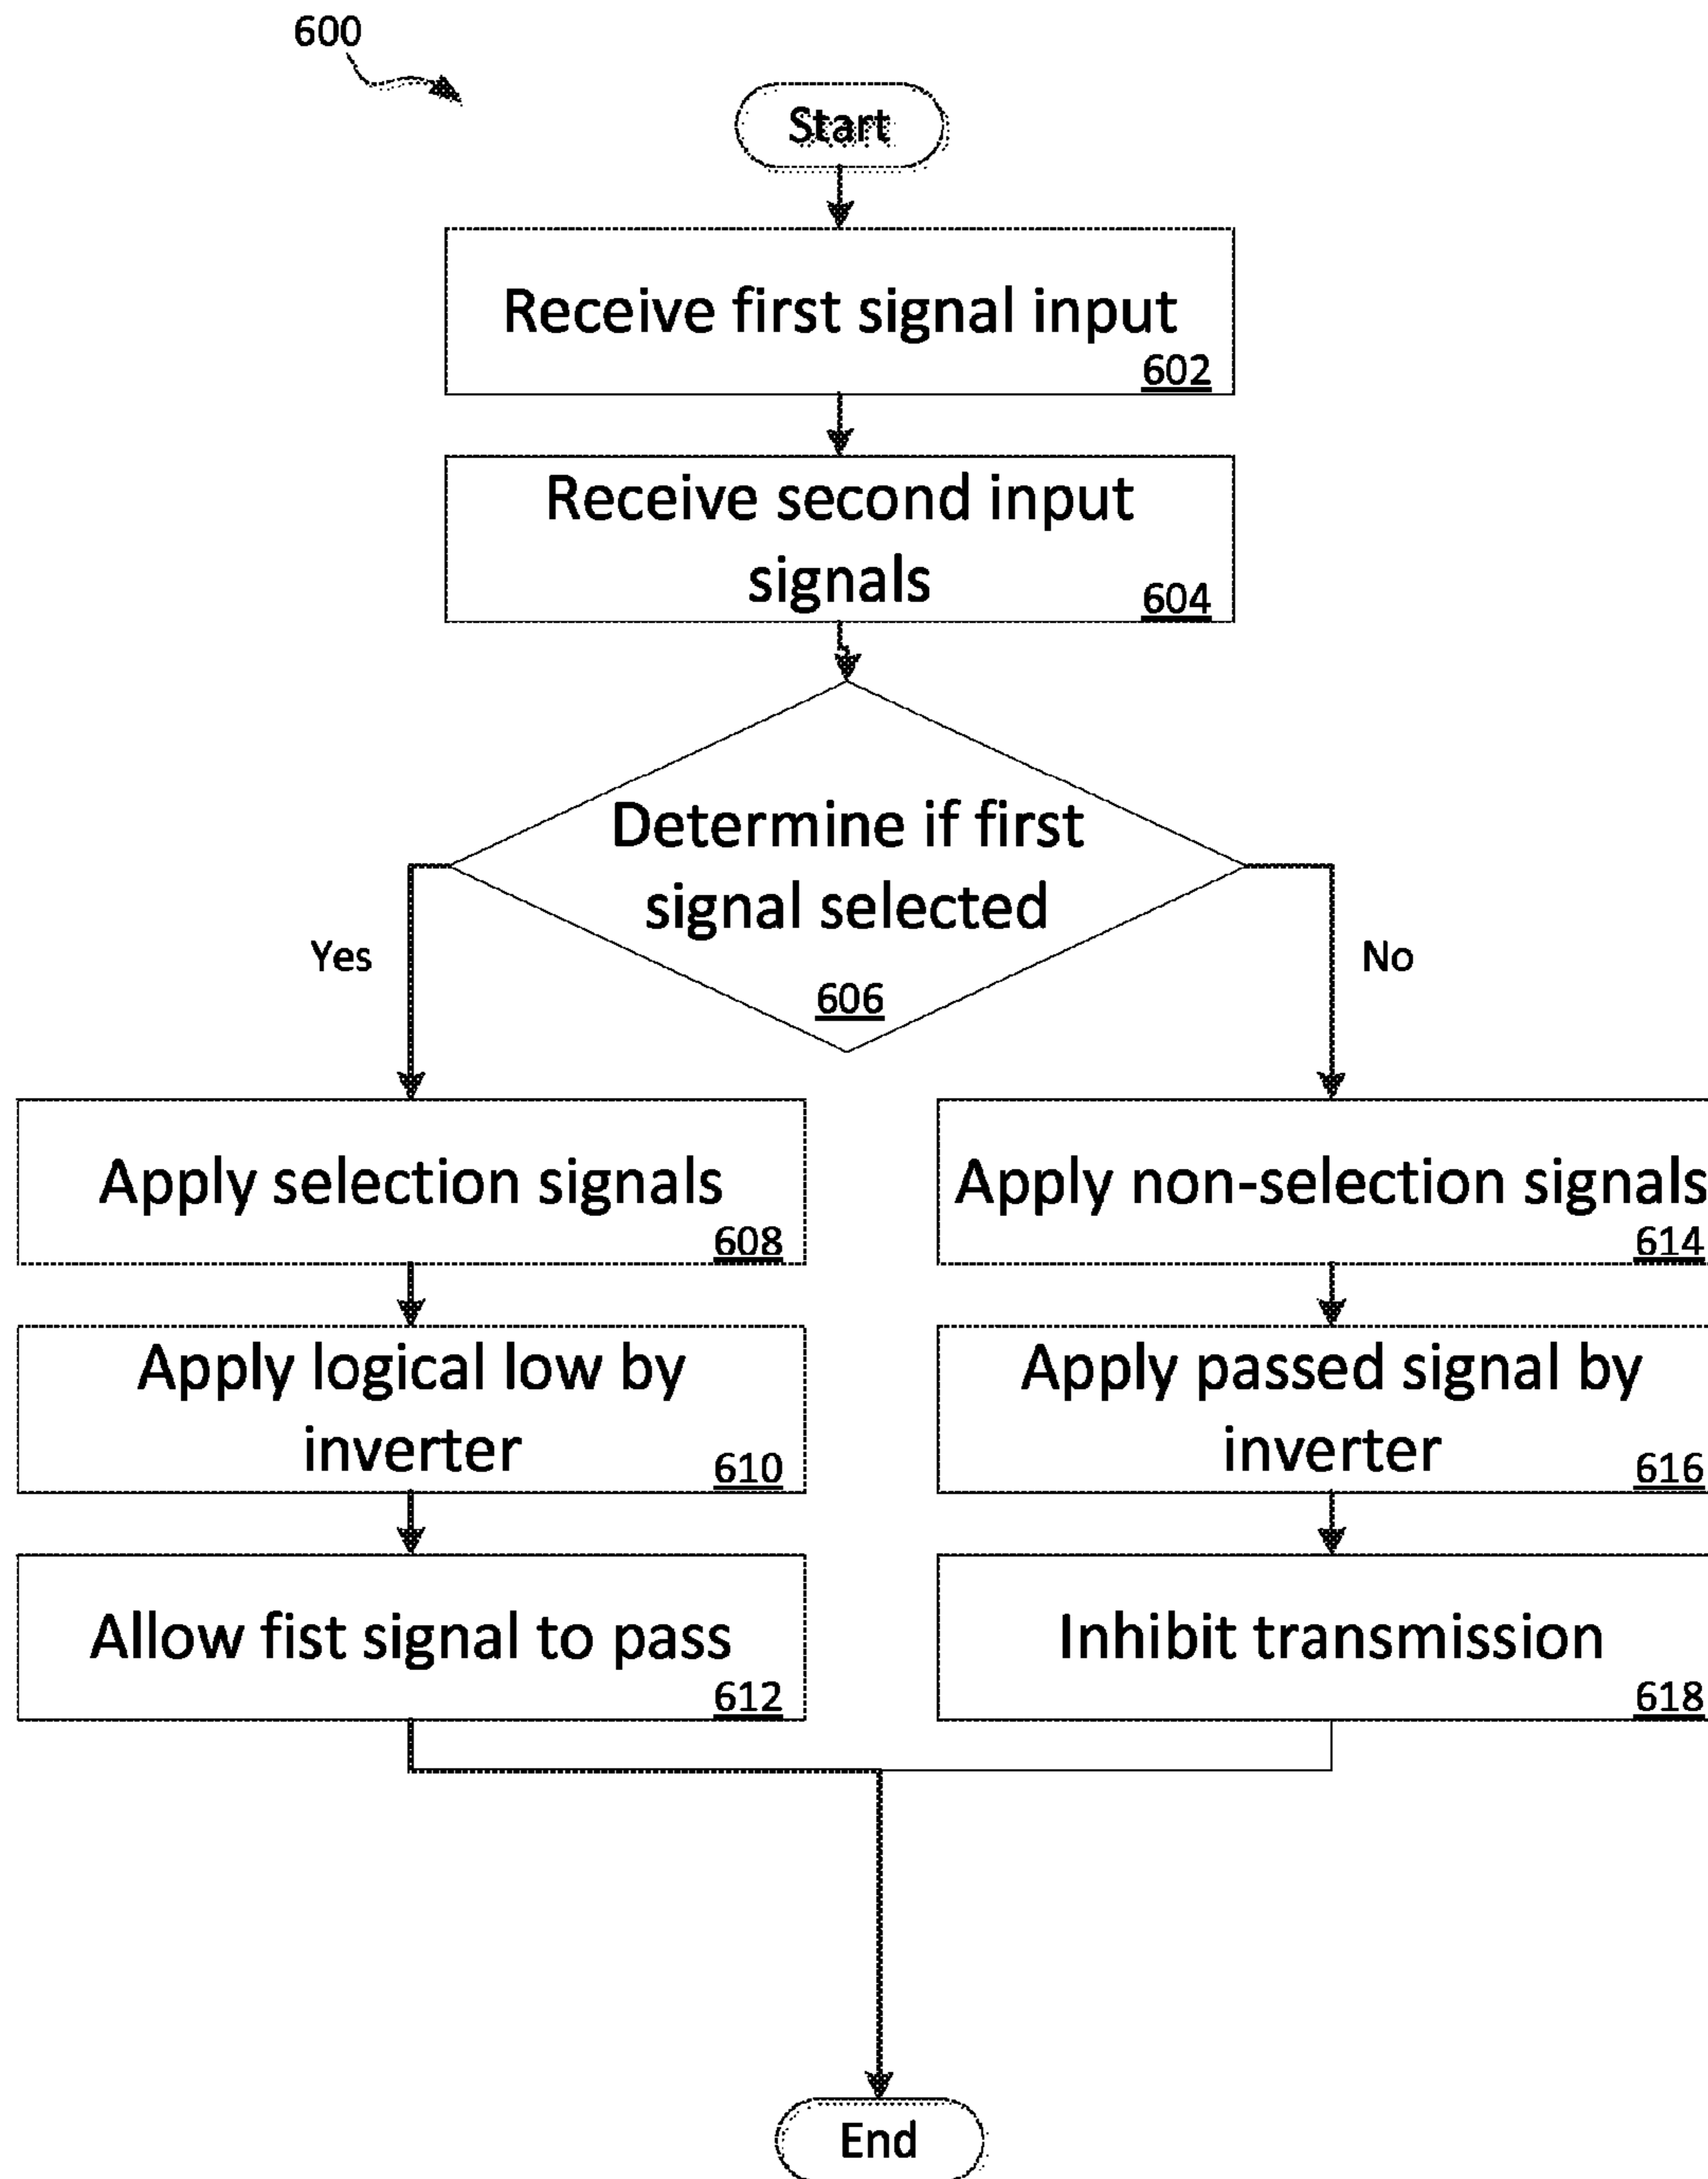 600
Start
Receive first signal input
602
Receive second input
signals
604
Determine if first
signal selected
606
Yes
No
Apply selection signals
608
Apply logical low by
inverter
610
Allow fist signal to pass
612
Apply non-selection signals
614
Apply passed signal by
inverter
616
Inhibit transmission
618
End